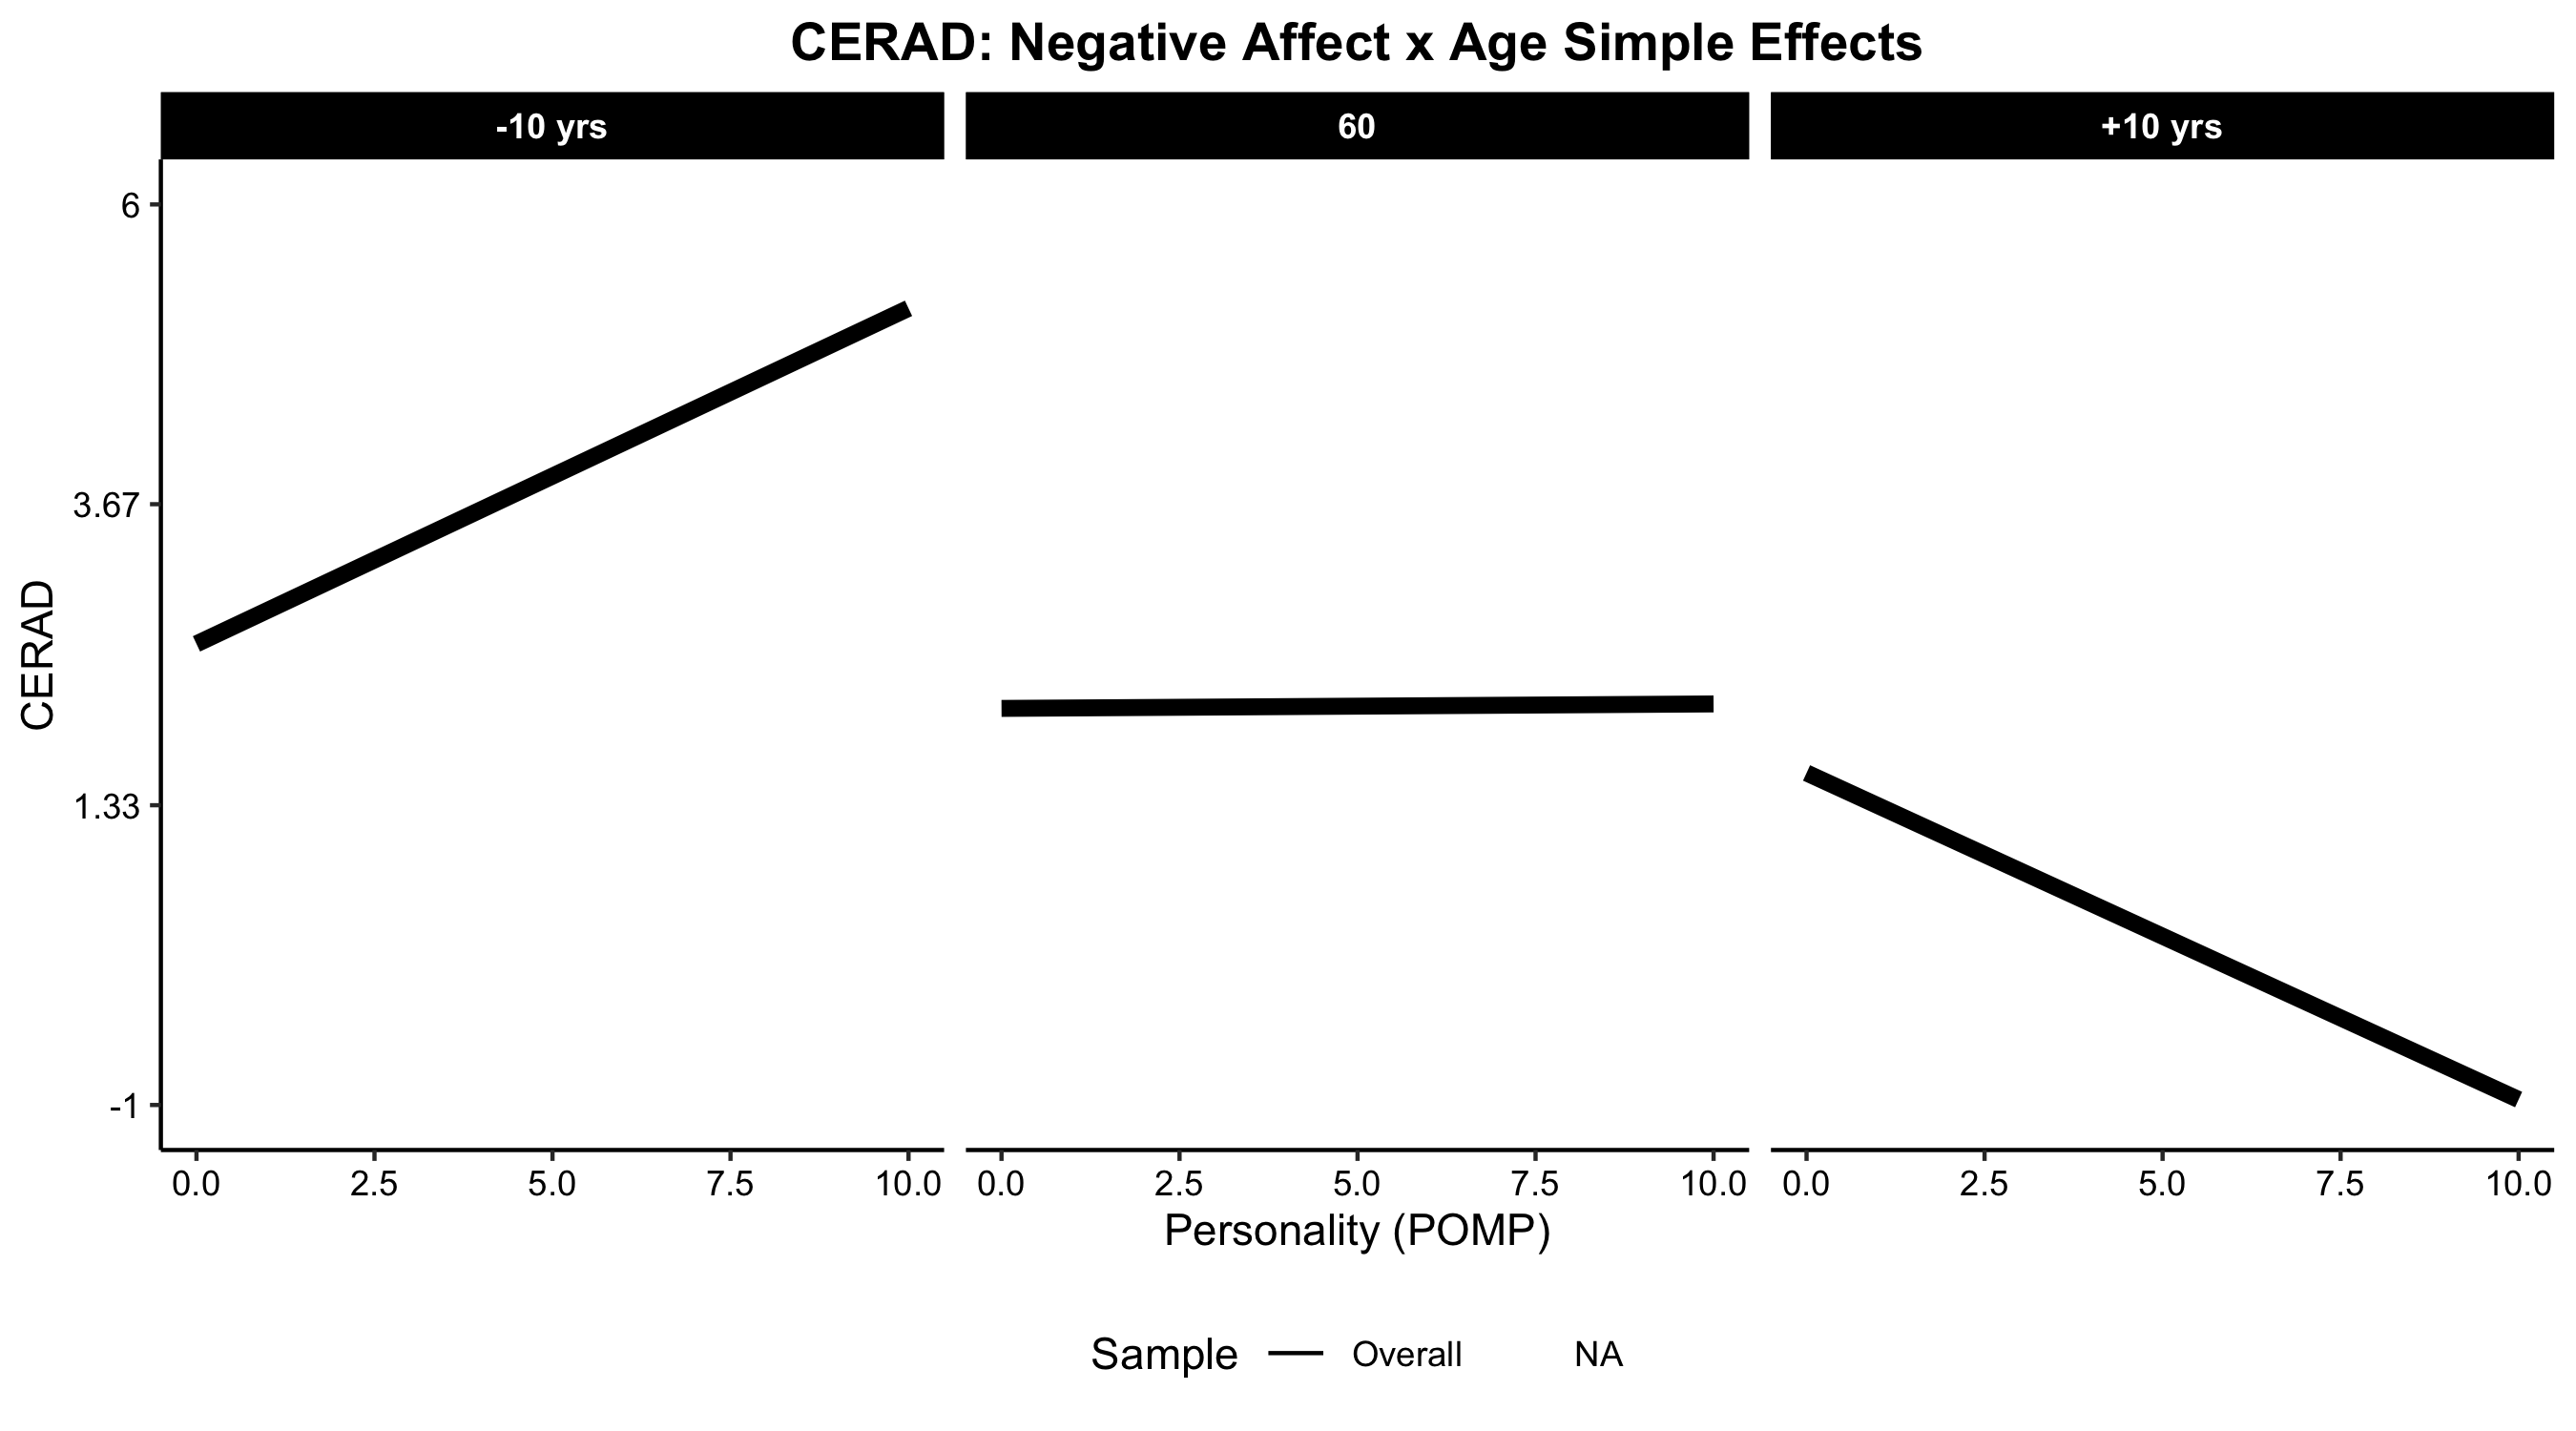 CERAD: Negative Affect x Age Simple Effects
-10 yrs 60 +10 yrs
6
3.67
1.33
-1
CERAD
0.0 2.5 5.0 7.5 10.0 0.0 2.5 5.0 7.5 10.0 0.0 2.5 5.0 7.5 10.0
Personality (POMP)
Sample Overall NA